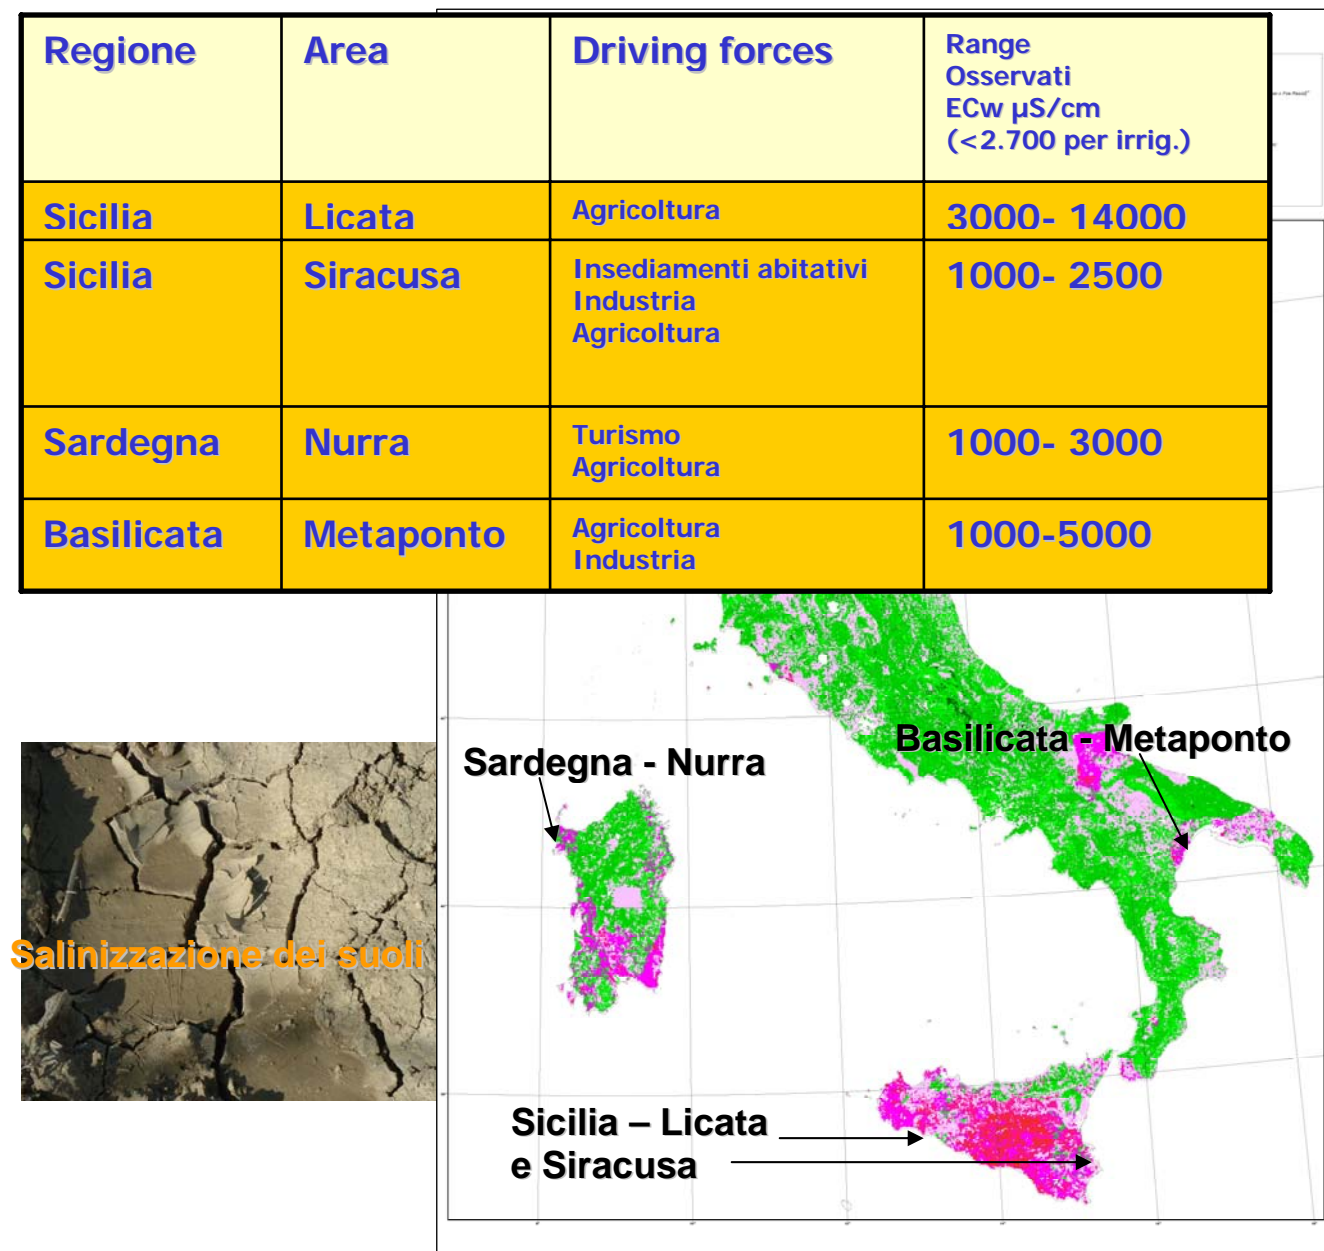 Regione
Area
Driving forces
Range
Osservati
ECw µS/cm
(<2.700 per irrig.)
Sicilia
Licata
Agricoltura
3000- 14000
Sicilia
Siracusa
Insediamenti abitativi
Industria
Agricoltura
1000- 2500
Sardegna
Nurra
Turismo
Agricoltura
1000- 3000
Basilicata
Metaponto
Agricoltura
Industria
1000-5000
Basilicata - Metaponto
Sardegna - Nurra
Salinizzazione dei suoli
Sicilia – Licata
e Siracusa